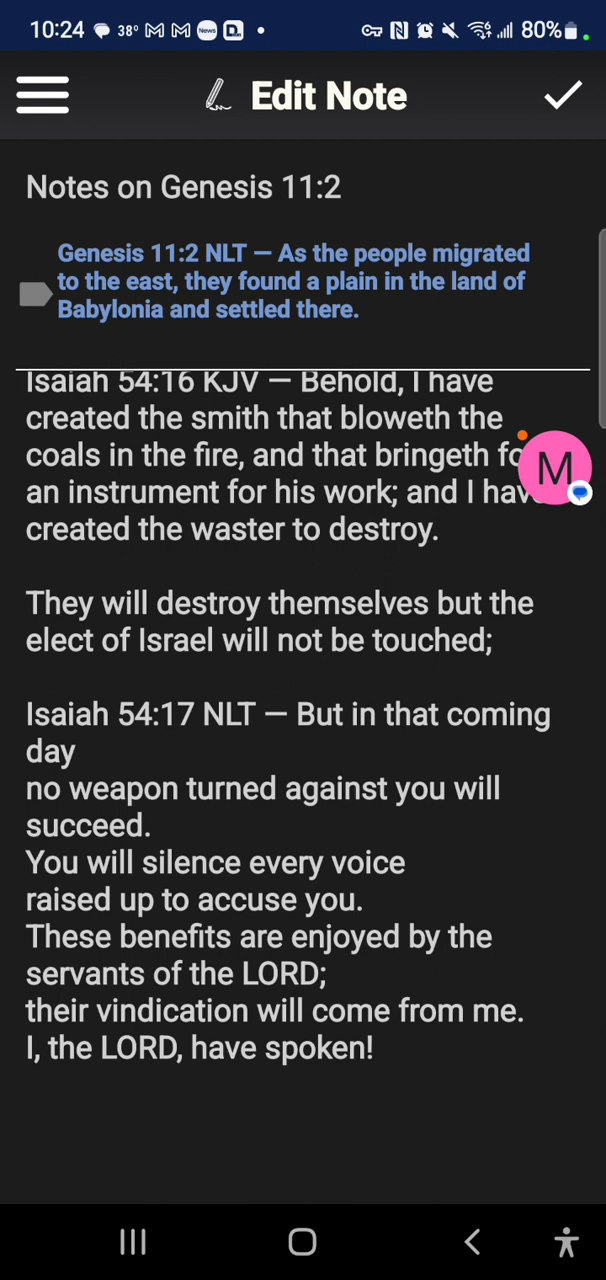 10:24
38°
News
D.
80%
Edit Note
Notes on Genesis 11:2
Genesis 11:2 NLT — As the people migrated
to the east, they found a plain in the land of
Babylonia and settled there.
Isaiah 54:16 KJV — Behold, I have
created the smith that bloweth the
coals in the fire, and that bringeth fo
M
an instrument for his work; and I hav
created the waster to destroy.
They will destroy themselves but the
elect of Israel will not be touched;
Isaiah 54:17 NLT — But in that coming
day
no weapon turned against you will
succeed.
You will silence every voice
raised up to accuse you.
These benefits are enjoyed by the
servants of the LORD;
their vindication will come from me.
I, the LORD, have spoken!